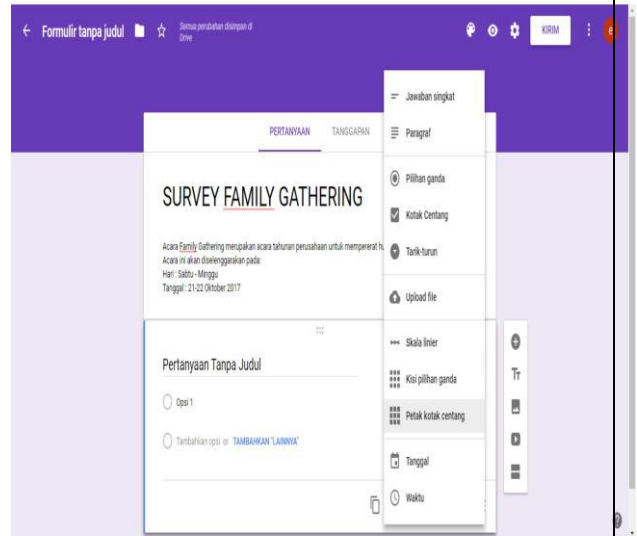 Formulir tanpa judul
Semua perubahan disimpan di
Drive
KIRIM
e
PERTANYAAN
TANGGAPAN
SURVEY FAMILY GATHERING
Acara Family Gathering merupakan acara tahunan perusahaan untuk mempererat
Acara ini akan diselenggarakan pada:
Hari : Sabtu - Minggu
Tanggal : 21-22 Oktober 2017
Pertanyaan Tanpa Judul
Opsi 1
Tambahkan opsi or TAMBAHKAN "LAINNYA"
Jawaban singkat
Paragraf
Pilihan ganda
Kotak Centang
Tarik-turun
Upload file
Skala linier
Kisi pilihan ganda
Petak kotak centang
Tanggal
Waktu
Tт